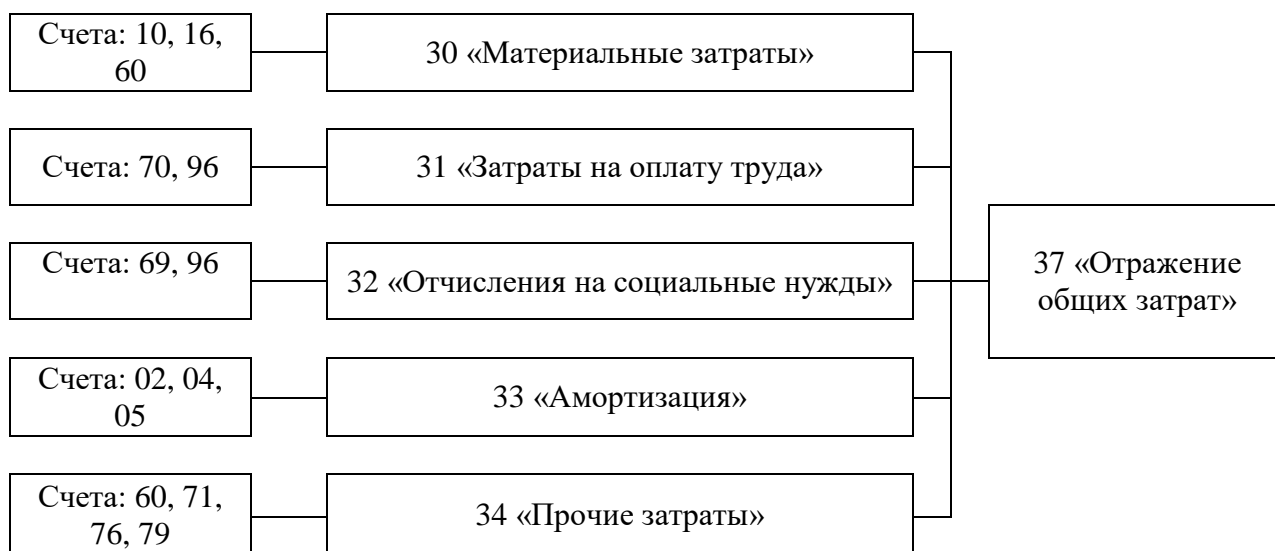 Счета: 10, 16,
60
30 «Материальные затраты»
Счета: 70, 96
31 «Затраты на оплату труда»
Счета: 69, 96
32 «Отчисления на социальные нужды»
37 «Отражение
общих затрат»
Счета: 02, 04,
05
33 «Амортизация»
Счета: 60, 71,
76, 79
34 «Прочие затраты»